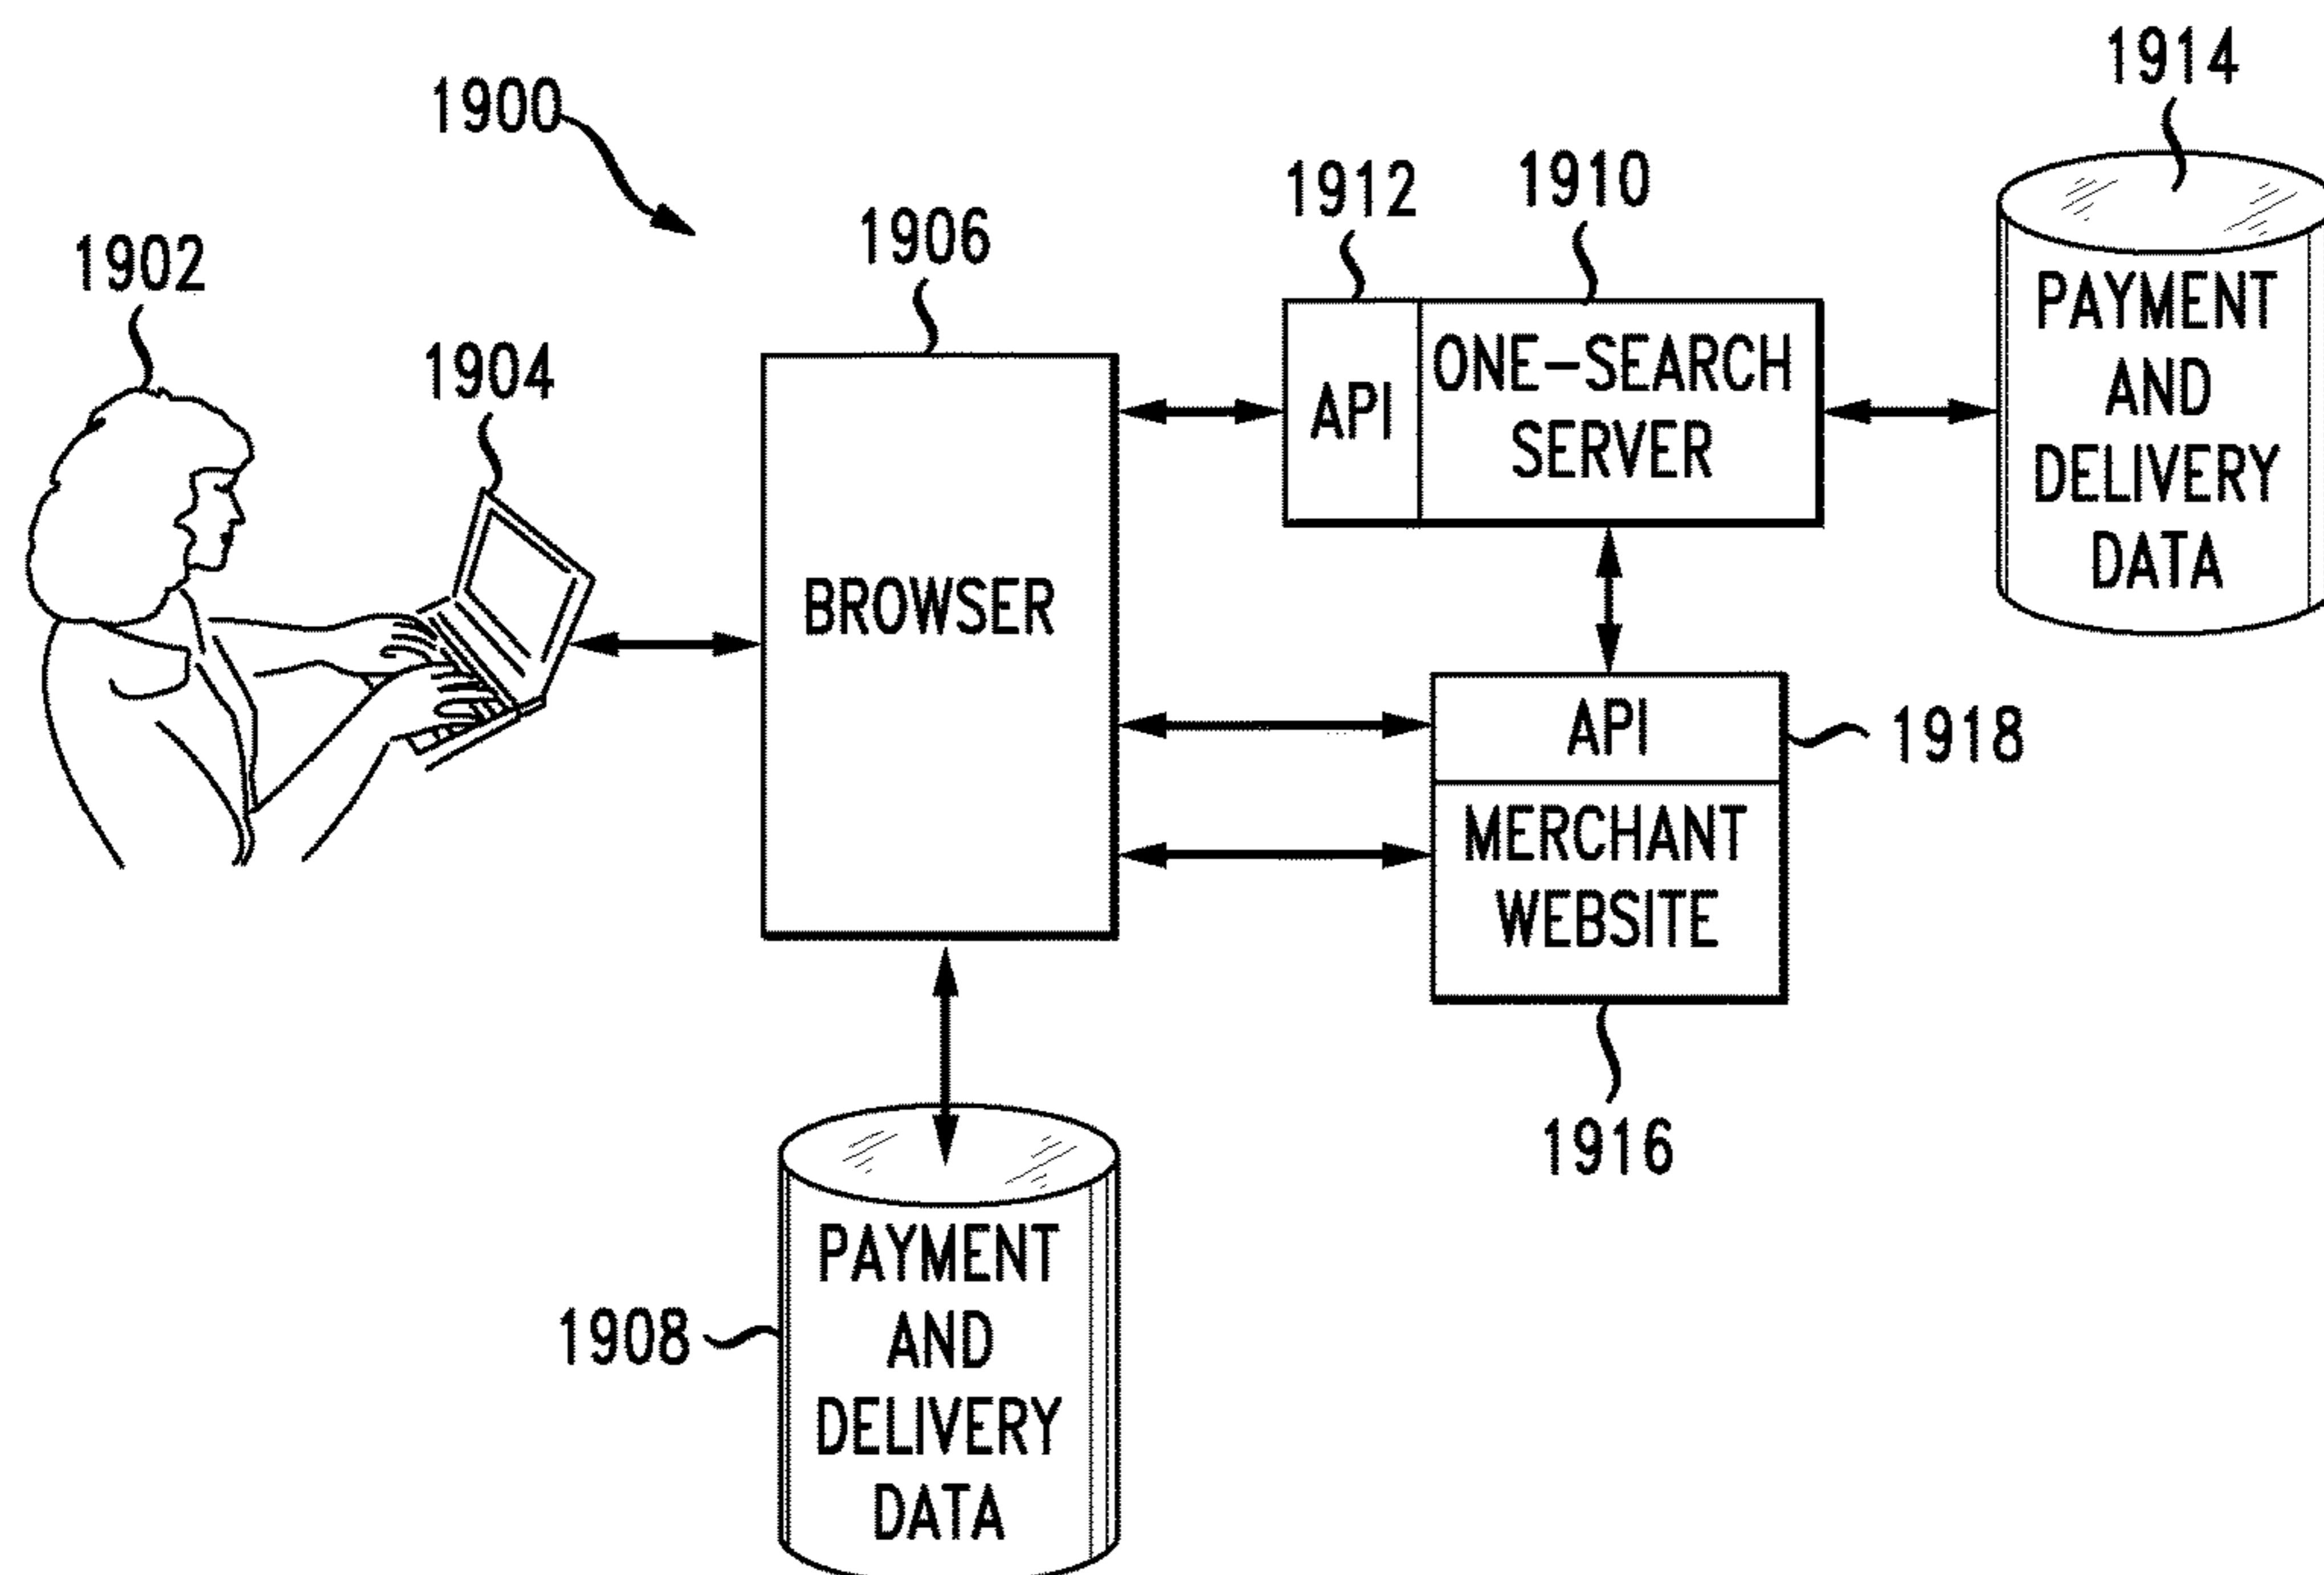 1900
1902
1904
1906
1912
1910
1914
BROWSER
API
ONE-SEARCH
SERVER
PAYMENT
AND
DELIVERY
DATA
API
1918
MERCHANT
WEBSITE
1916
1908
PAYMENT
AND
DELIVERY
DATA